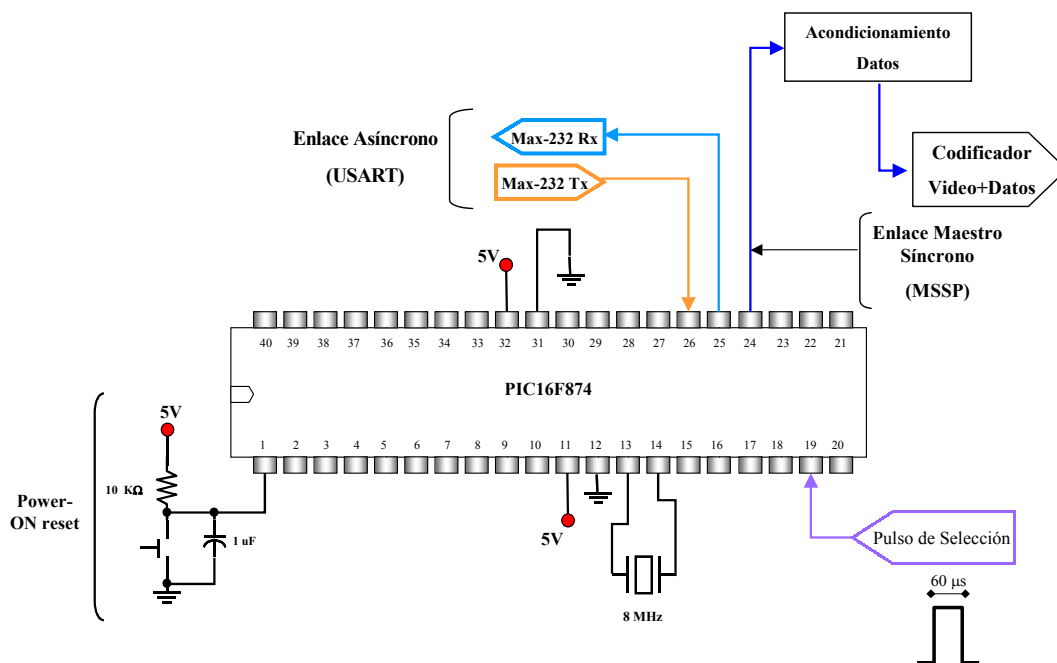 Acondicionamiento
Datos
Enlace Asíncrono
(USART)
Max-232 Rx
Max-232 Tx
Codificador
Video+Datos
Enlace Maestro
Síncrono
(MSSP)
5V
40 39 38 37 36 35 34 33 32 31 30 29 28 27 26 25 24 23 22 21
PIC16F874
1 2 3 4 5 6 7 8 9 10 11 12 13 14 15 16 17 18 19 20
5V
10 KΩ
Power-
ON reset
1 uF
5V
8 MHz
Pulso de Selección
60 μs